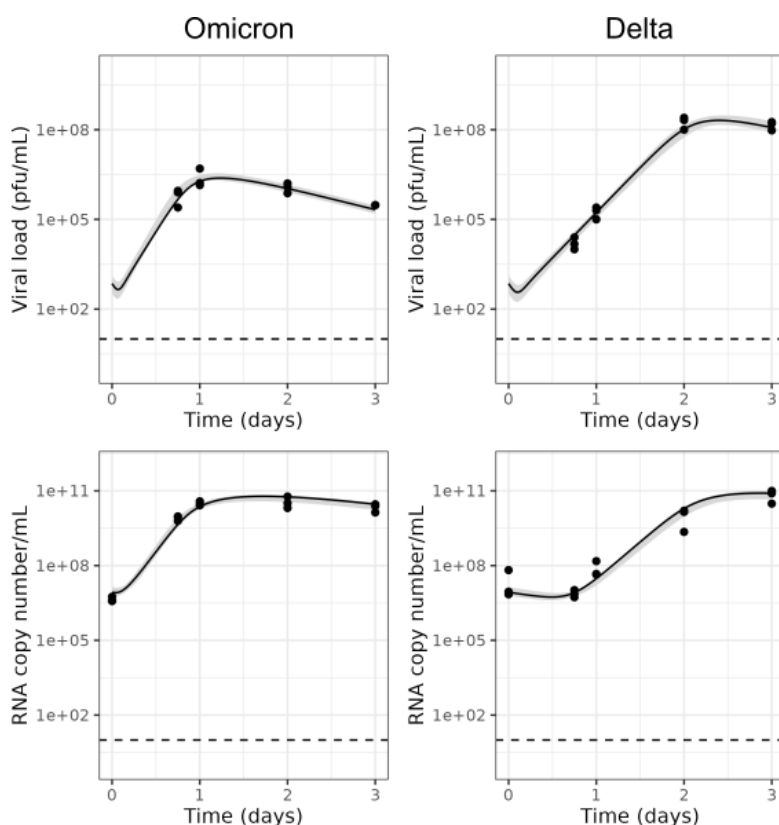 Omicron
Delta
Viral load (pfu/mL)
1e+08
1e+05
1e+02
0 1 2 3
Time (days)
Viral load (pfu/mL)
1e+08
1e+05
1e+02
0 1 2 3
Time (days)
RNA copy number/mL
1e+11
1e+08
1e+05
1e+02
0 1 2 3
Time (days)
RNA copy number/mL
1e+11
1e+08
1e+05
1e+02
0 1 2 3
Time (days)